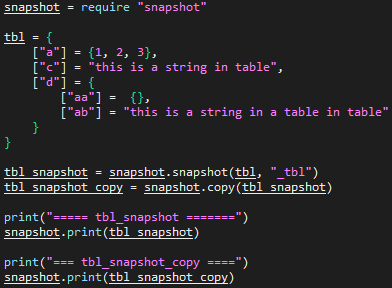 snapshot = require "snapshot"
tbl = {
["a"] = {1, 2, 3},
["c"] = "this is a string in table",
["d"] = {
["aa"] =  {},
["ab"] = "this is a string in a table in table"
}
}
tbl_snapshot = snapshot.snapshot(tbl, "_tbl")
tbl_snapshot_copy = snapshot.copy(tbl_snapshot)
print("===== tbl_snapshot =======")
snapshot.print(tbl_snapshot)
print("=== tbl_snapshot_copy ====")
snapshot.print(tbl_snapshot_copy)